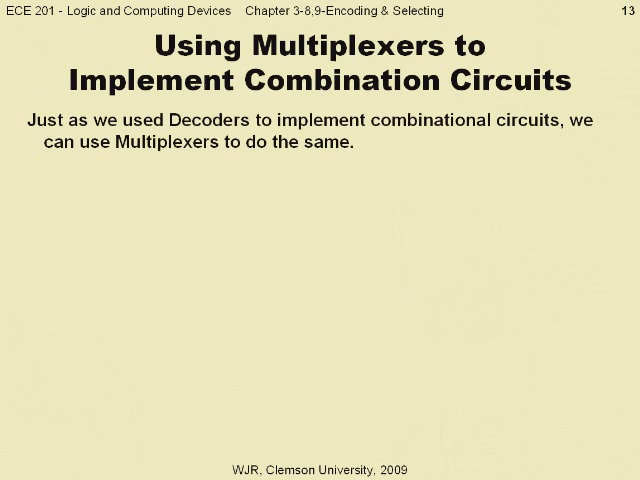 ECE 201 - Logic and Computing Devices    Chapter 3-8,9-Encoding & Selecting    13
Using Multiplexers to
Implement Combination Circuits
Just as we used Decoders to implement combinational circuits, we
can use Multiplexers to do the same.
WJR, Clemson University, 2009